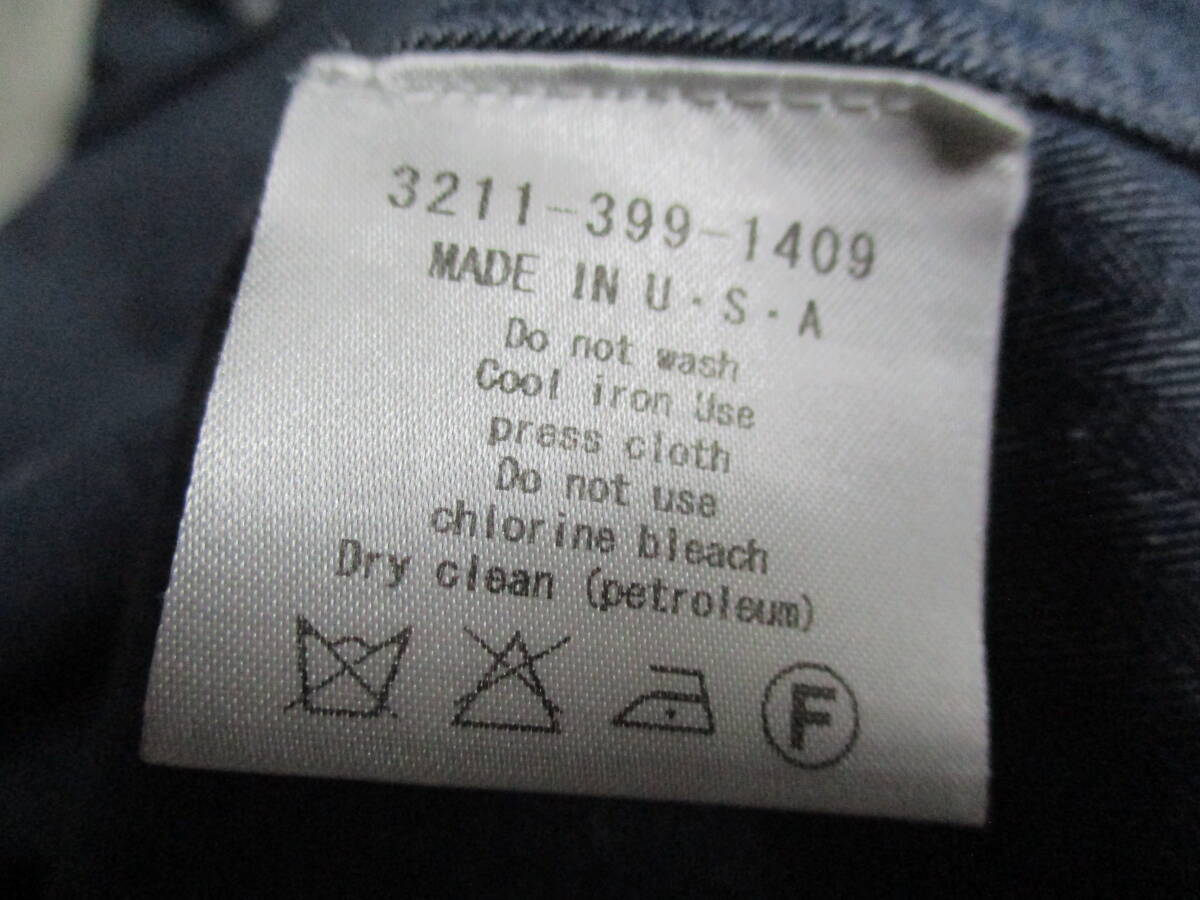 3211-399-1409
MADE IN U・S・A
Do not wash
Cool iron Use
press cloth
Do not use
chlorine bleach
Dry clean (petroleum)
F